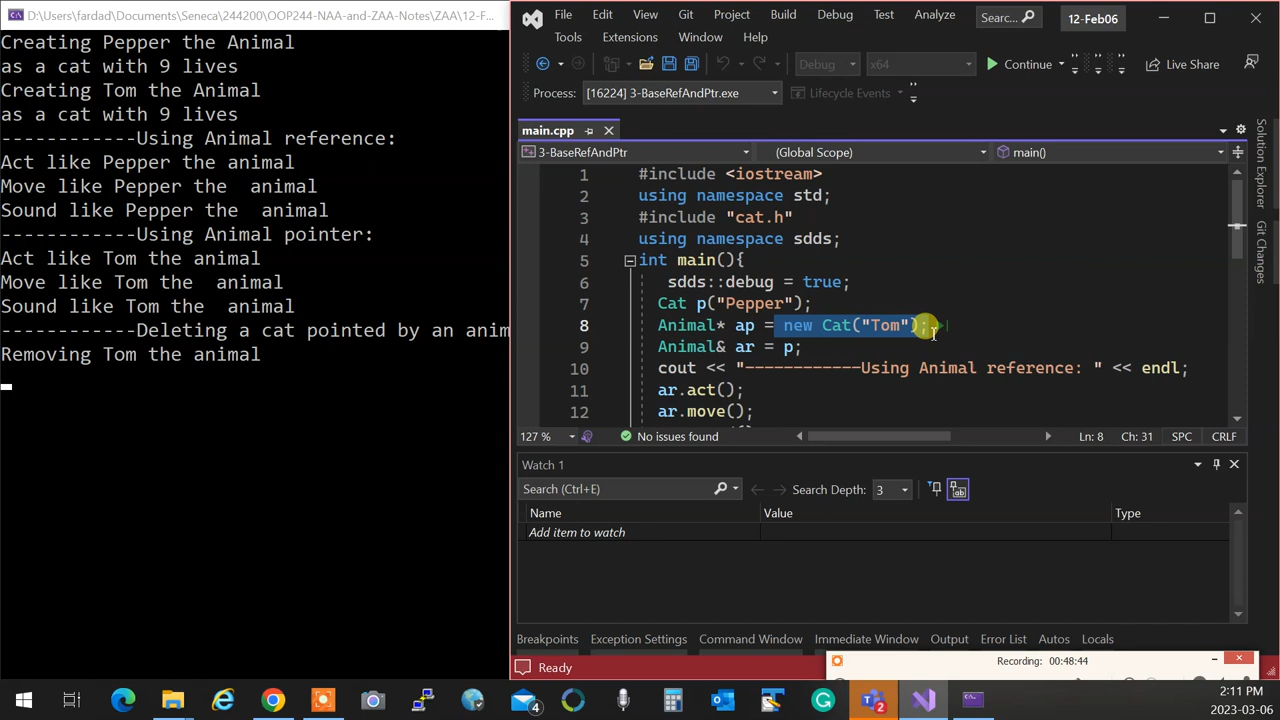 D:\Users\fardad\Documents\Seneca\244200\OOP244-NAA-and-ZAA-Notes\ZAA\12-F...
Creating Pepper the Animal
as a cat with 9 lives
Creating Tom the Animal
as a cat with 9 lives
------------Using Animal reference:
Act like Pepper the animal
Move like Pepper the  animal
Sound like Pepper the  animal
------------Using Animal pointer:
Act like Tom the animal
Move like Tom the  animal
Sound like Tom the  animal
------------Deleting a cat pointed by an anim
Removing Tom the animal
File Edit View Git Project Build Debug Test Analyze
Tools Extensions Window Help
Searc...
12-Feb06
Debug x64 Continue Live Share
Process: [16224] 3-BaseRefAndPtr.exe Lifecycle Events
main.cpp
3-BaseRefAndPtr (Global Scope) main()
1 #include <iostream>
2 using namespace std;
3 #include "cat.h"
4 using namespace sdds;
5 int main(){
6 sdds::debug = true;
7 Cat p("Pepper");
8 Animal* ap = new Cat("Tom");
9 Animal& ar = p;
10 cout << "------------Using Animal reference: " << endl;
11 ar.act();
12 ar.move();
127 % No issues found Ln: 8 Ch: 31 SPC CRLF
Watch 1
Search (Ctrl+E) Search Depth: 3
Name Value Type
Add item to watch
Breakpoints Exception Settings Command Window Immediate Window Output Error List Autos Locals
Ready
Solution Explorer
Git Changes
Recording: 00:48:44
4
2
2:11 PM
2023-03-06